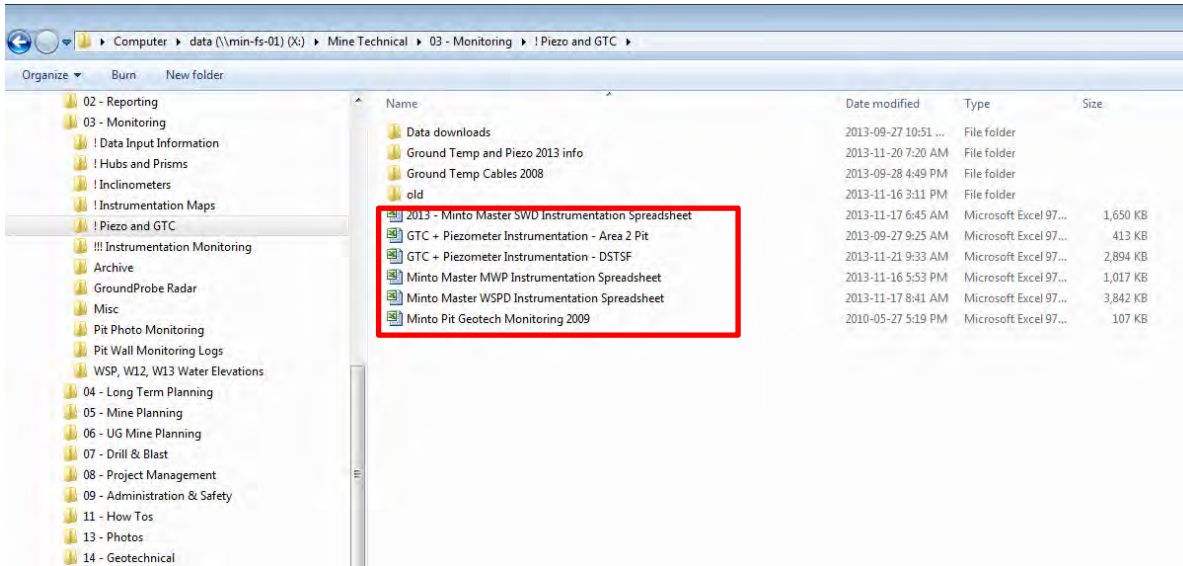 Computer ▸ data (\\min-fs-01) (X:) ▸ Mine Technical ▸ 03 - Monitoring ▸ ! Piezo and GTC ▸
Organize Burn New folder
02 - Reporting
03 - Monitoring
! Data Input Information
! Hubs and Prisms
! Inclinometers
! Instrumentation Maps
! Piezo and GTC
!!! Instrumentation Monitoring
Archive
GroundProbe Radar
Misc
Pit Photo Monitoring
Pit Wall Monitoring Logs
WSP, W12, W13 Water Elevations
04 - Long Term Planning
05 - Mine Planning
06 - UG Mine Planning
07 - Drill & Blast
08 - Project Management
09 - Administration & Safety
11 - How Tos
13 - Photos
14 - Geotechnical
Name Date modified Type Size
Data downloads 2013-09-27 10:51 ... File folder
Ground Temp and Piezo 2013 info 2013-11-20 7:20 AM File folder
Ground Temp Cables 2008 2013-09-28 4:49 PM File folder
old 2013-11-16 3:11 PM File folder
2013 - Minto Master SWD Instrumentation Spreadsheet 2013-11-17 6:45 AM Microsoft Excel 97... 1,650 KB
GTC + Piezometer Instrumentation - Area 2 Pit 2013-09-27 9:25 AM Microsoft Excel 97... 413 KB
GTC + Piezometer Instrumentation - DSTSF 2013-11-21 9:33 AM Microsoft Excel 97... 2,894 KB
Minto Master MWP Instrumentation Spreadsheet 2013-11-16 5:53 PM Microsoft Excel 97... 1,017 KB
Minto Master WSPD Instrumentation Spreadsheet 2013-11-17 8:41 AM Microsoft Excel 97... 3,842 KB
Minto Pit Geotech Monitoring 2009 2010-05-27 5:19 PM Microsoft Excel 97... 107 KB